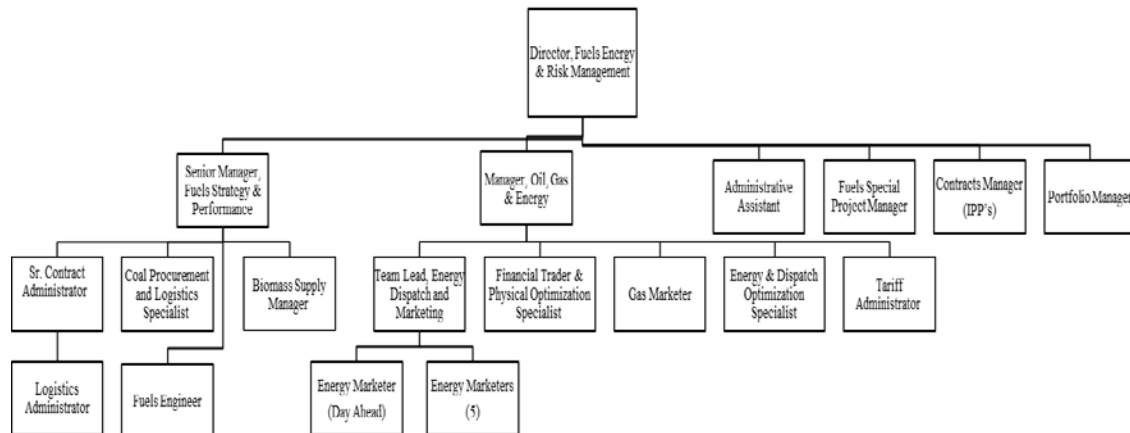 Director, Fuels Energy
& Risk Management
Senior Manager,
Fuels Strategy &
Performance
Manager, Oil, Gas
& Energy
Administrative
Assistant
Fuels Special
Project Manager
Contracts Manager
(IPP's)
Portfolio Manager
Sr. Contract
Administrator
Coal Procurement
and Logistics
Specialist
Biomass Supply
Manager
Team Lead, Energy
Dispatch and
Marketing
Financial Trader &
Physical Optimization
Specialist
Gas Marketer
Energy & Dispatch
Optimization
Specialist
Tariff
Administrator
Logistics
Administrator
Fuels Engineer
Energy Marketer
(Day Ahead)
Energy Marketers
(5)